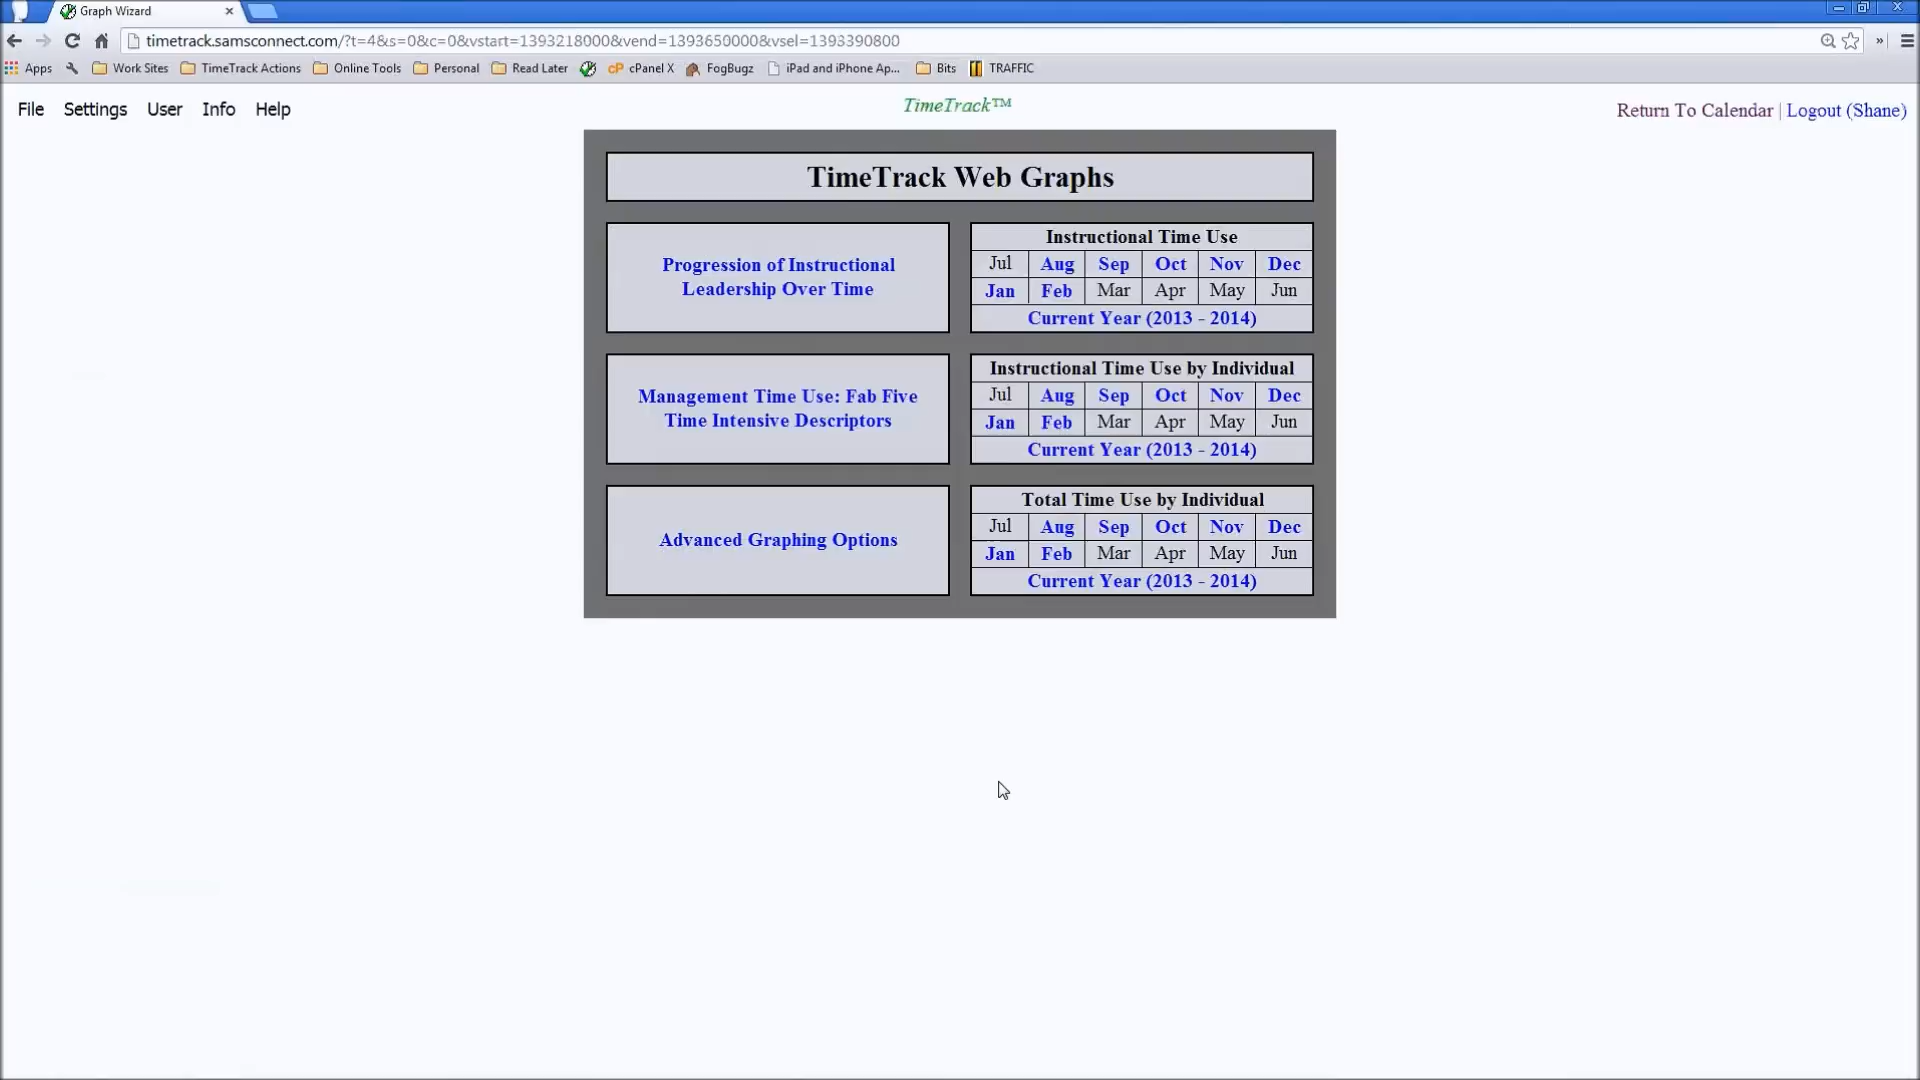 Graph Wizard
timetrack.samsconnect.com/?t=4&s=0&c=0&vstart=1393218000&vend=1393650000&vsel=1393390800
Apps Work Sites TimeTrack Actions Online Tools Personal Read Later cPanel X FogBugz iPad and iPhone Ap... Bits TRAFFIC
File Settings User Info Help TimeTrack™ Return To Calendar | Logout (Shane)
TimeTrack Web Graphs
Progression of Instructional
Leadership Over Time
Instructional Time Use
Jul Aug Sep Oct Nov Dec
Jan Feb Mar Apr May Jun
Current Year (2013 - 2014)
Management Time Use: Fab Five
Time Intensive Descriptors
Instructional Time Use by Individual
Jul Aug Sep Oct Nov Dec
Jan Feb Mar Apr May Jun
Current Year (2013 - 2014)
Advanced Graphing Options
Total Time Use by Individual
Jul Aug Sep Oct Nov Dec
Jan Feb Mar Apr May Jun
Current Year (2013 - 2014)